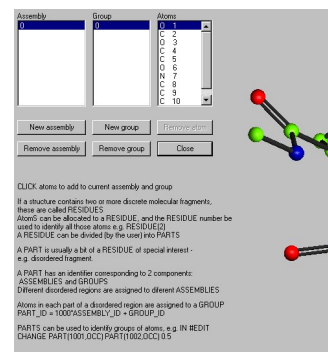 Assembly Group Atoms
0 0 O 1
C 2
O 3
C 4
C 5
O 6
N 7
C 8
C 9
C 10
New assembly New group Remove atom
Remove assembly Remove group Close
CLICK atoms to add to current assembly and group
If a structure contains two or more discrete molecular fragments,
these are called RESIDUES
AtomS can be allocated to a RESIDUE, and the RESIDUE number be
used to identify all those atoms e.g. RESIDUE(2)
A RESIDUE can be divided (by the user) into PARTS
A PART is usually a bit of a RESIDUE of special interest -
e.g. disordered fragment.
A PART has an identifier corresponding to 2 components:
ASSEMBLIES and GROUPS
Different disordered regions are assigned to diferent ASSEMBLIES
Atoms in each part of a disordered region are assigned to a GROUP
PART_ID = 1000*ASSEMBLY_ID + GROUP_ID
PARTS can be used to identify groups of atoms, e.g. IN #EDIT
CHANGE PART(1001,OCC) PART(1002,OCC) 0.5